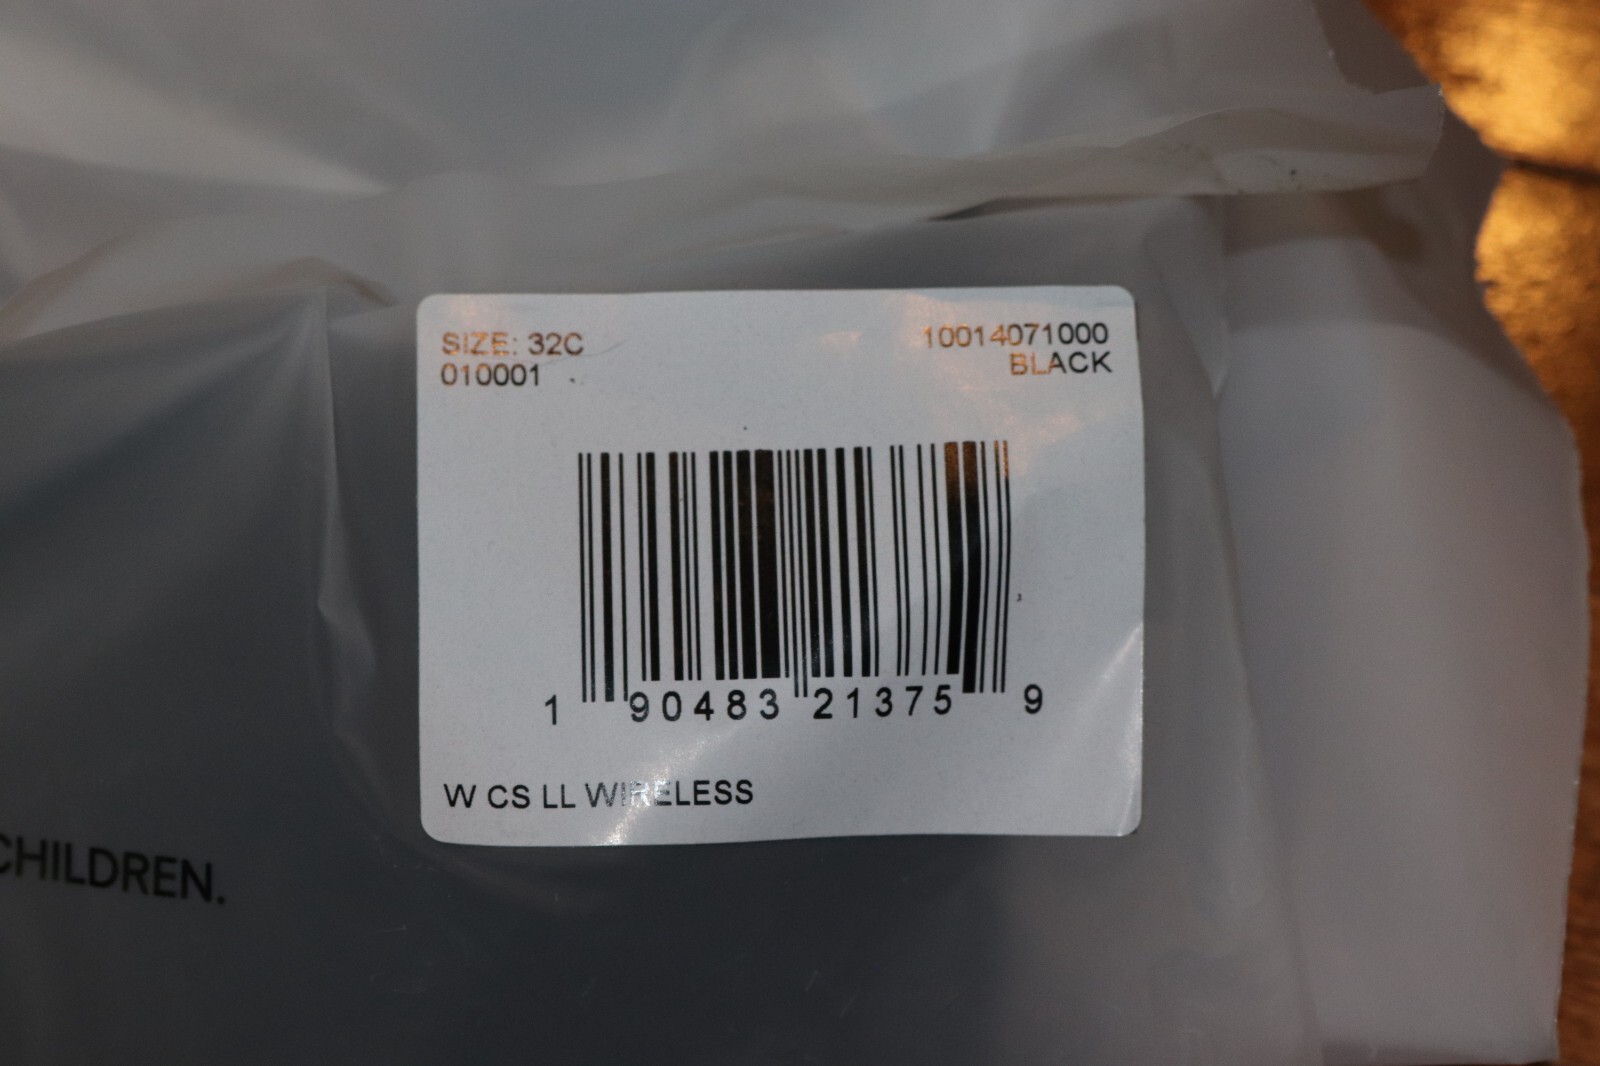 SIZE: 32C
010001
10014071000
BLACK
1 90483 21375 9
W CS LL WIRELESS
CHILDREN.